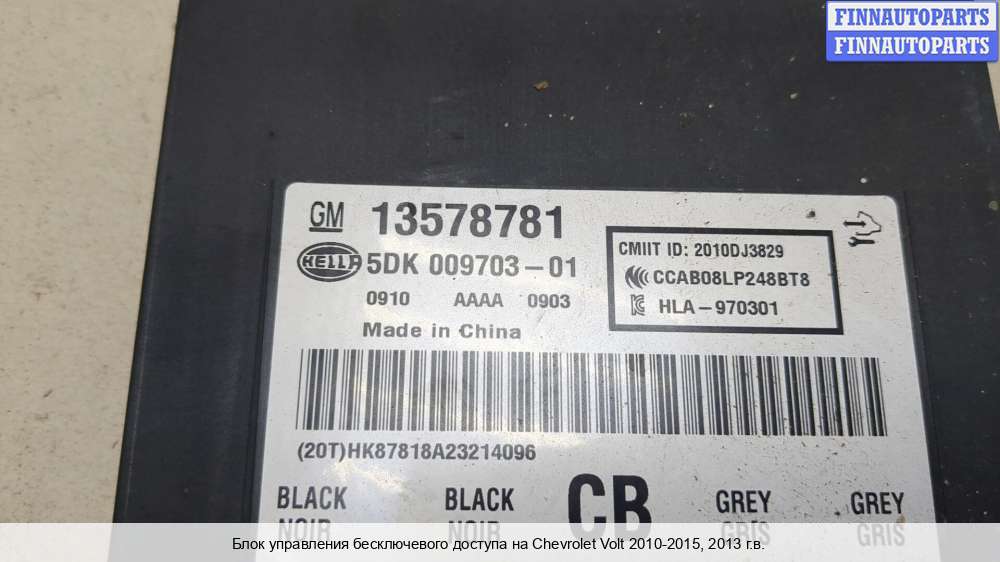 FINNAUTOPARTS
FINNAUTOPARTS
GM 13578781
HELLA 5DK 009703-01
0910 AAAA 0903
Made in China
CMIIT ID: 2010DJ3829
CCAB08LP248BT8
HLA-970301
(20T)HK87818A23214096
BLACK BLACK CB GREY GREY
NOIR NOIR GRIS GRIS
Блок управления бесключевого доступа на Chevrolet Volt 2010-2015, 2013 г.в.